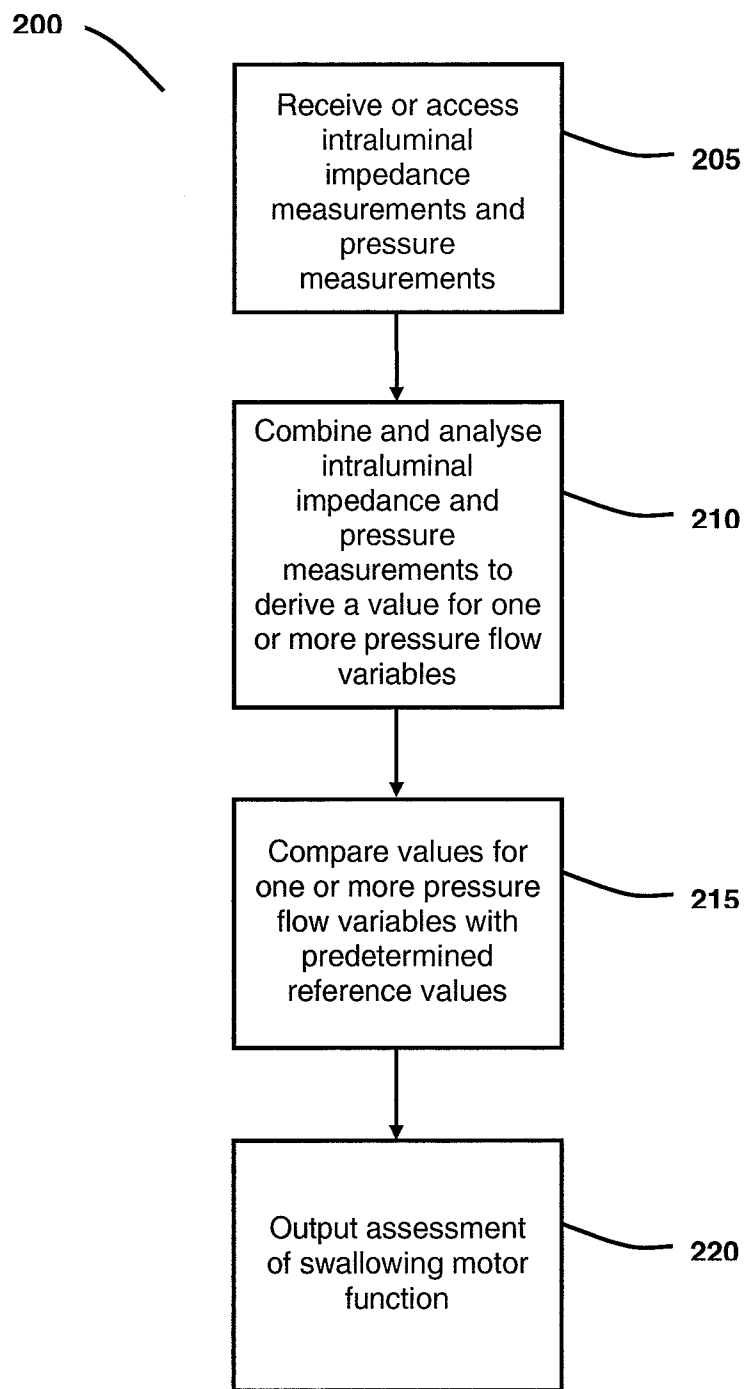 200
Receive or access
intraluminal
impedance
measurements and
pressure
measurements
205
Combine and analyse
intraluminal
impedance and
pressure
measurements to
derive a value for one
or more pressure flow
variables
210
Compare values for
one or more pressure
flow variables with
predetermined
reference values
215
Output assessment
of swallowing motor
function
220